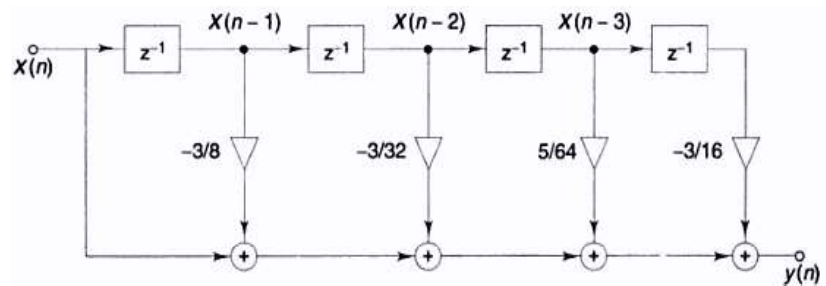 X(n-1) X(n-2) X(n-3)
X(n) z⁻¹ z⁻¹ z⁻¹ z⁻¹
-3/8 -3/32 5/64 -3/16
+ + + +
y(n)